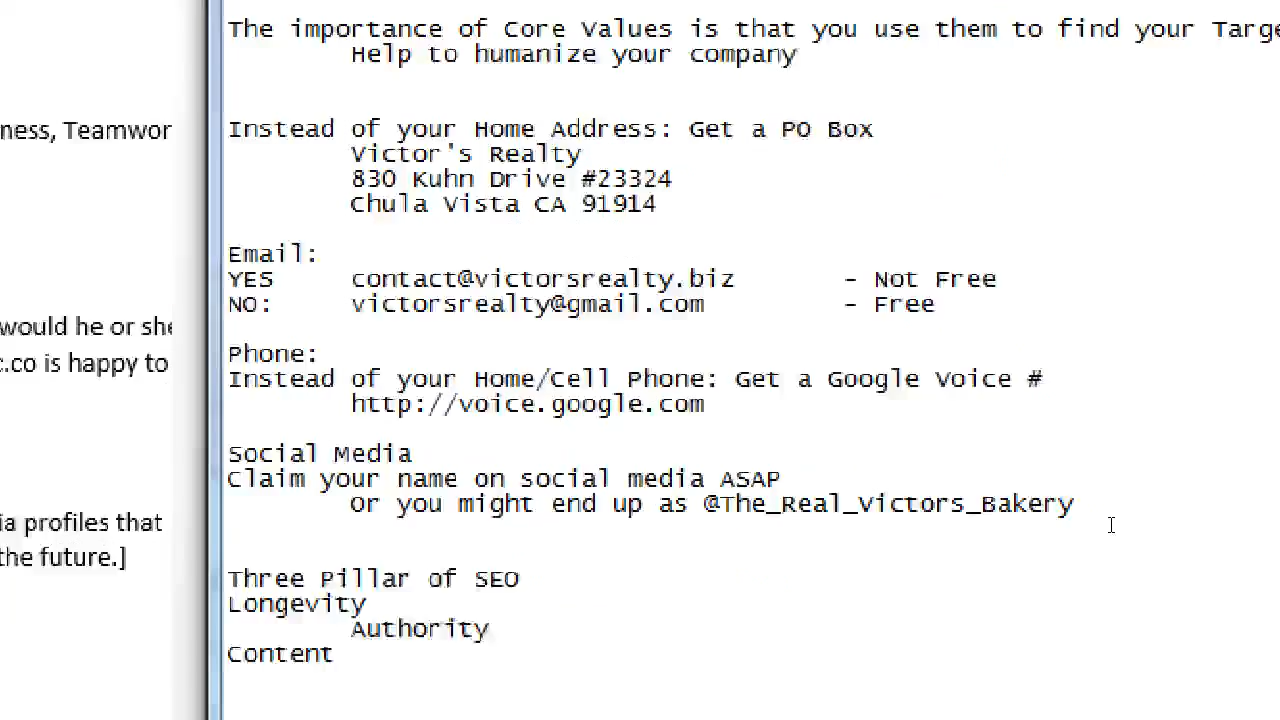 The importance of Core Values is that you use them to find your
Help to humanize your company
ness,
Instead of your Home Address: Get a PO Box
Victor's Realty
830 Kuhn Drive #23324
Chula Vista CA 91914
Email:
YES contact@victorsrealty.biz - Not Free
NO: victorsrealty@gmail.com - Free
would he or she
Phone:
.co is happy to
Instead of your Home/Cell Phone: Get a Google Voice #
http://voice.google.com
Social Media
Claim your name on social media ASAP
Or you might end up as @The_Real_Victors_Bakery
ia profiles that
the future.]
Three Pillar of SEO
Longevity
Authority
Content